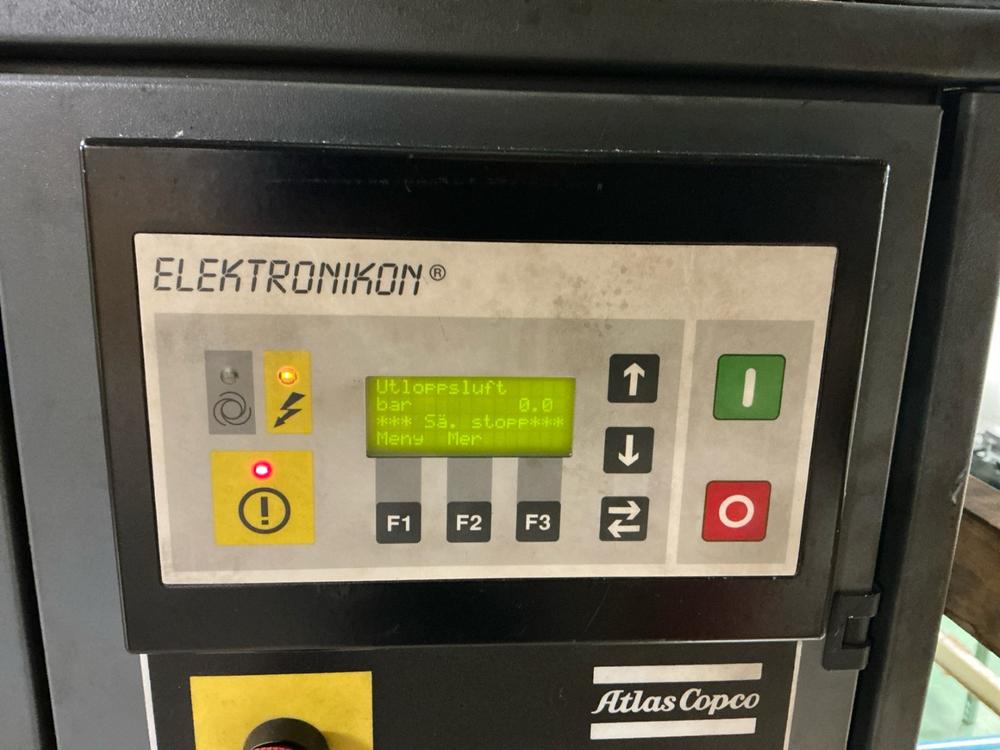 ELEKTRONIKON®
Utloppsluft
bar 0.0
*** Sä. stopp***
Meny Mer
F1 F2 F3
Atlas Copco